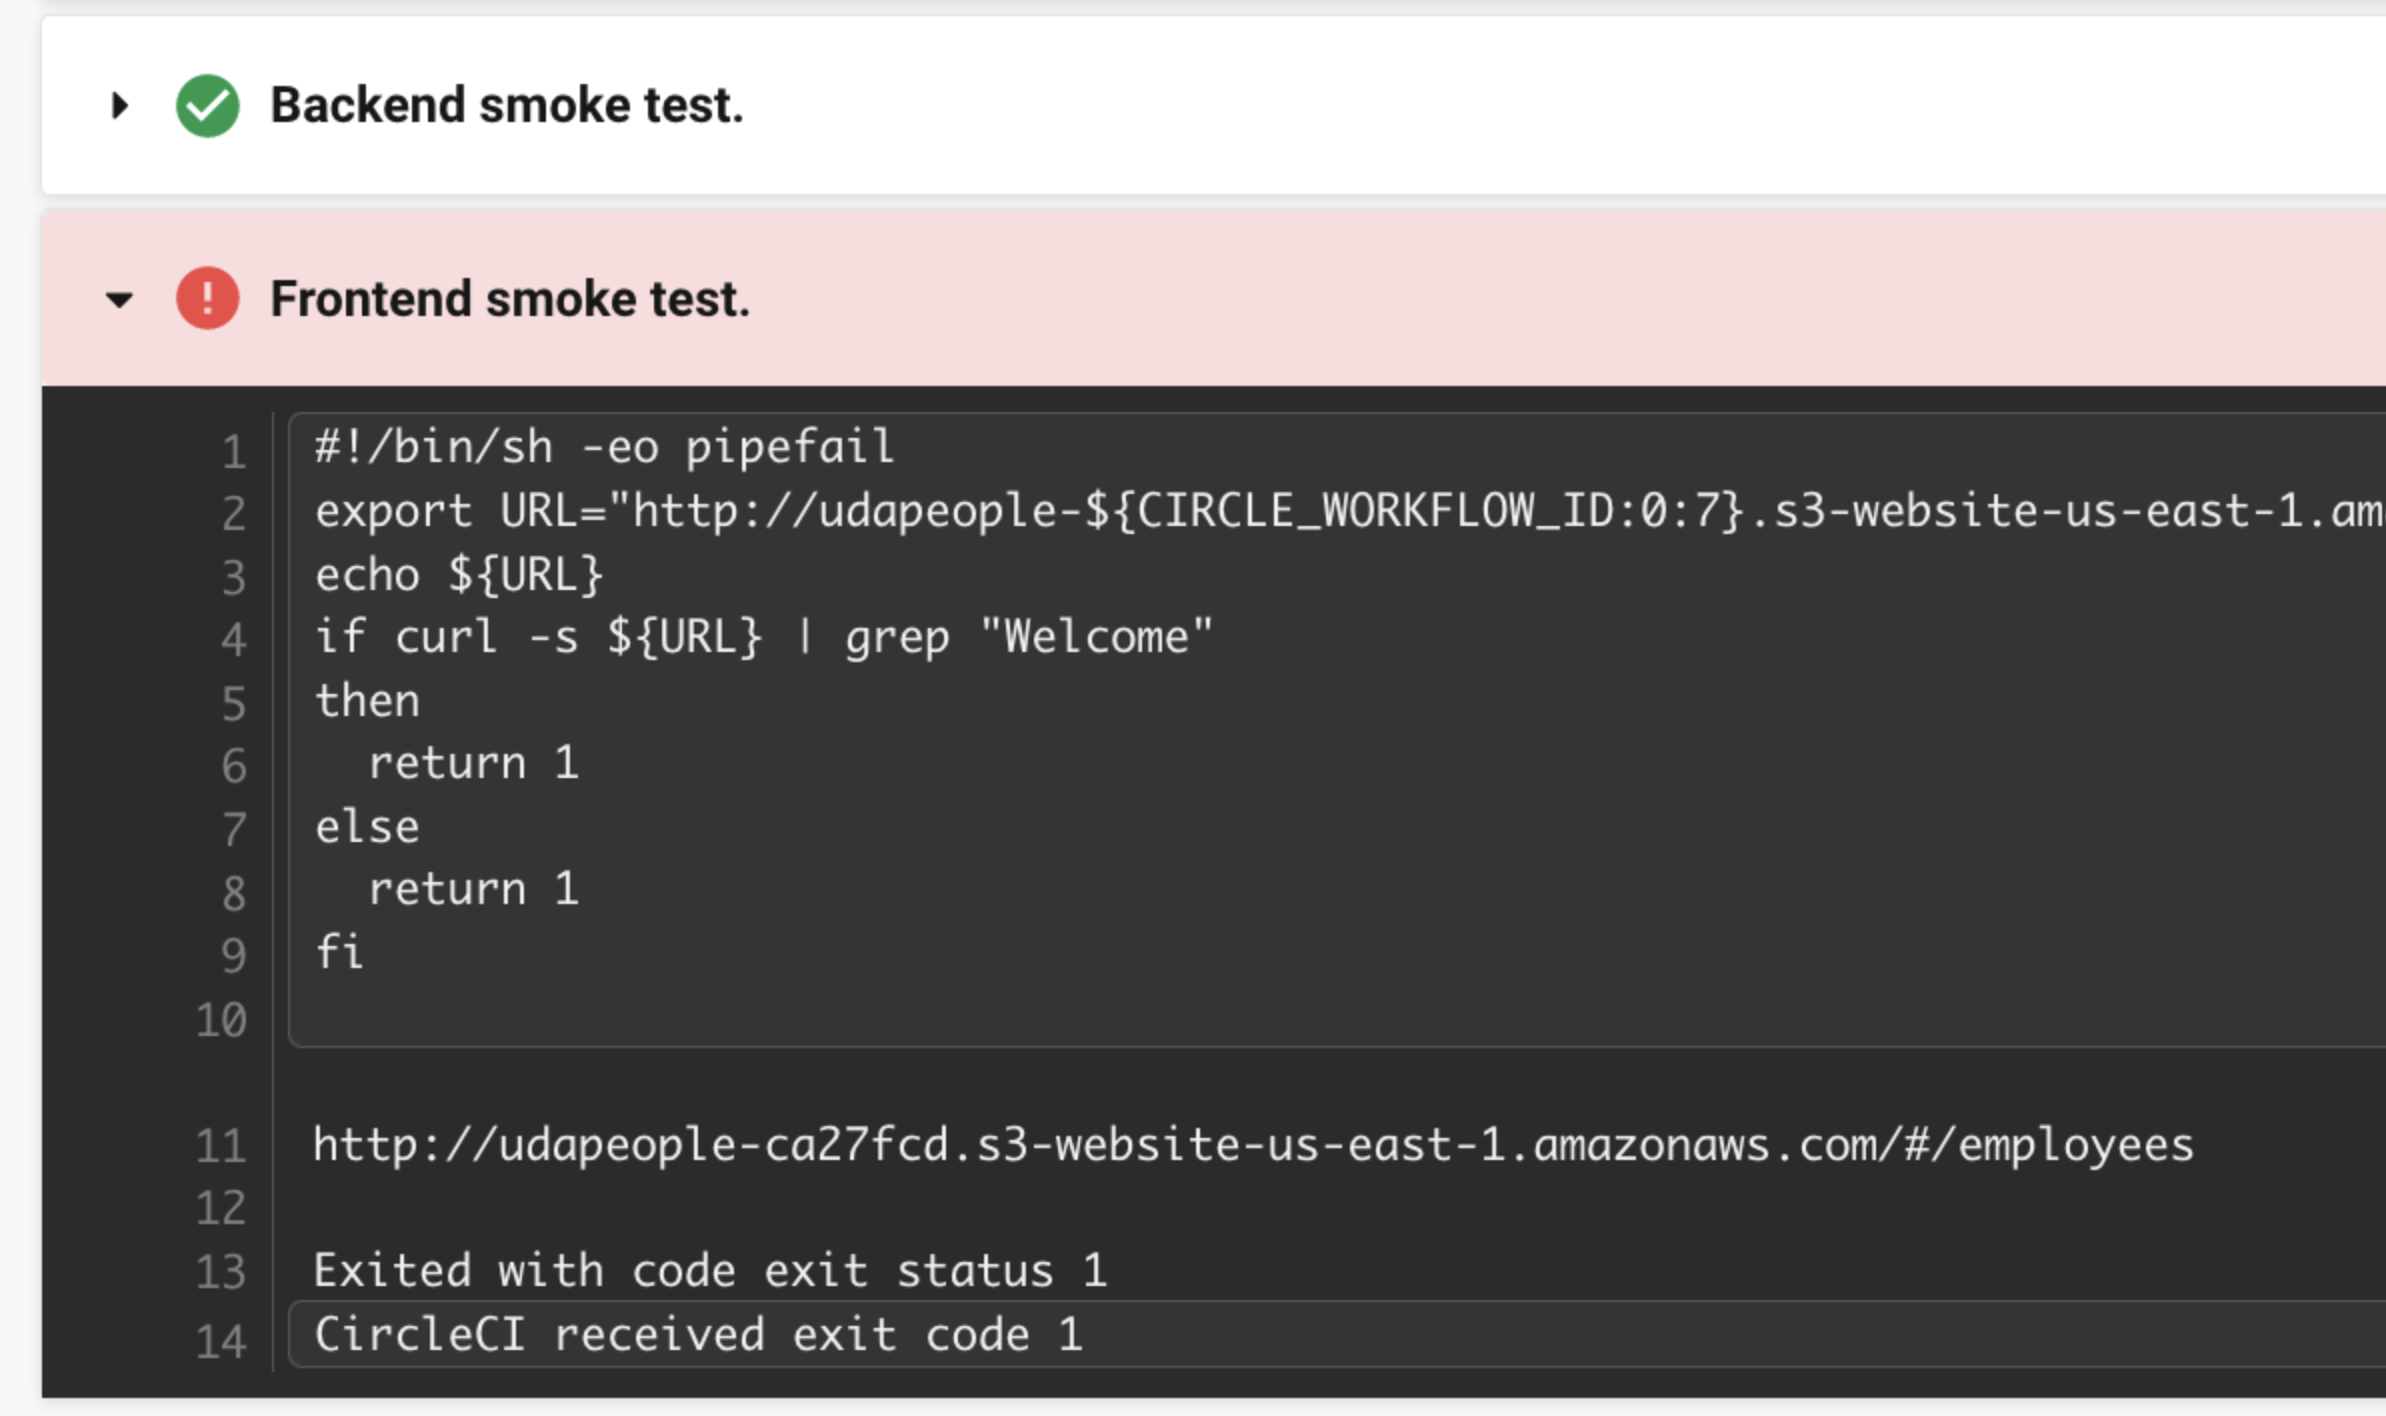 Backend smoke test.
Frontend smoke test.
1 #!/bin/sh -eo pipefail
2 export URL="http://udapeople-${CIRCLE_WORKFLOW_ID:0:7}.s3-website-us-east-1.am
3 echo ${URL}
4 if curl -s ${URL} | grep "Welcome"
5 then
6   return 1
7 else
8   return 1
9 fi
10
11 http://udapeople-ca27fcd.s3-website-us-east-1.amazonaws.com/#/employees
12
13 Exited with code exit status 1
14 CircleCI received exit code 1